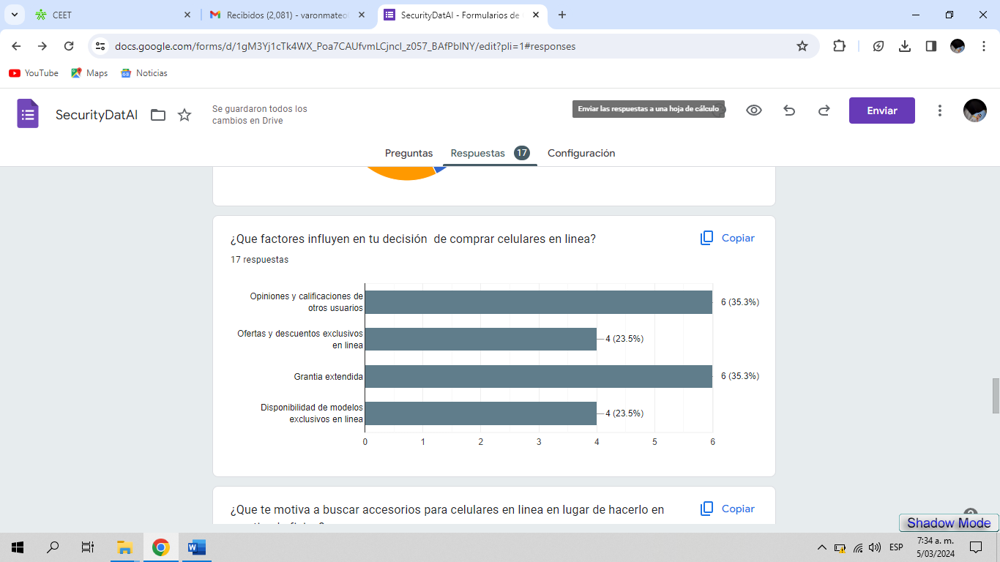 CEET
Recibidos (2,081) - varonmateo
SecurityDatAI - Formularios de
docs.google.com/forms/d/1gM3Yj1cTk4WX_Poa7CAUfvmLCjncI_z057_BAfPbINY/edit?pli=1#responses
YouTube
Maps
Noticias
SecurityDatAI
Se guardaron todos los
cambios en Drive
Enviar las respuestas a una hoja de cálculo
Enviar
Preguntas
Respuestas 17
Configuración
¿Que factores influyen en tu decisión  de comprar celulares en linea?
Copiar
17 respuestas
Opiniones y calificaciones de
otros usuarios
6 (35.3%)
Ofertas y descuentos exclusivos
en linea
4 (23.5%)
Grantia extendida
6 (35.3%)
Disponibilidad de modelos
exclusivos en linea
4 (23.5%)
0 1 2 3 4 5 6
¿Que te motiva a buscar accesorios para celulares en linea en lugar de hacerlo en
Copiar
Shadow Mode
ESP
7:34 a. m.
5/03/2024